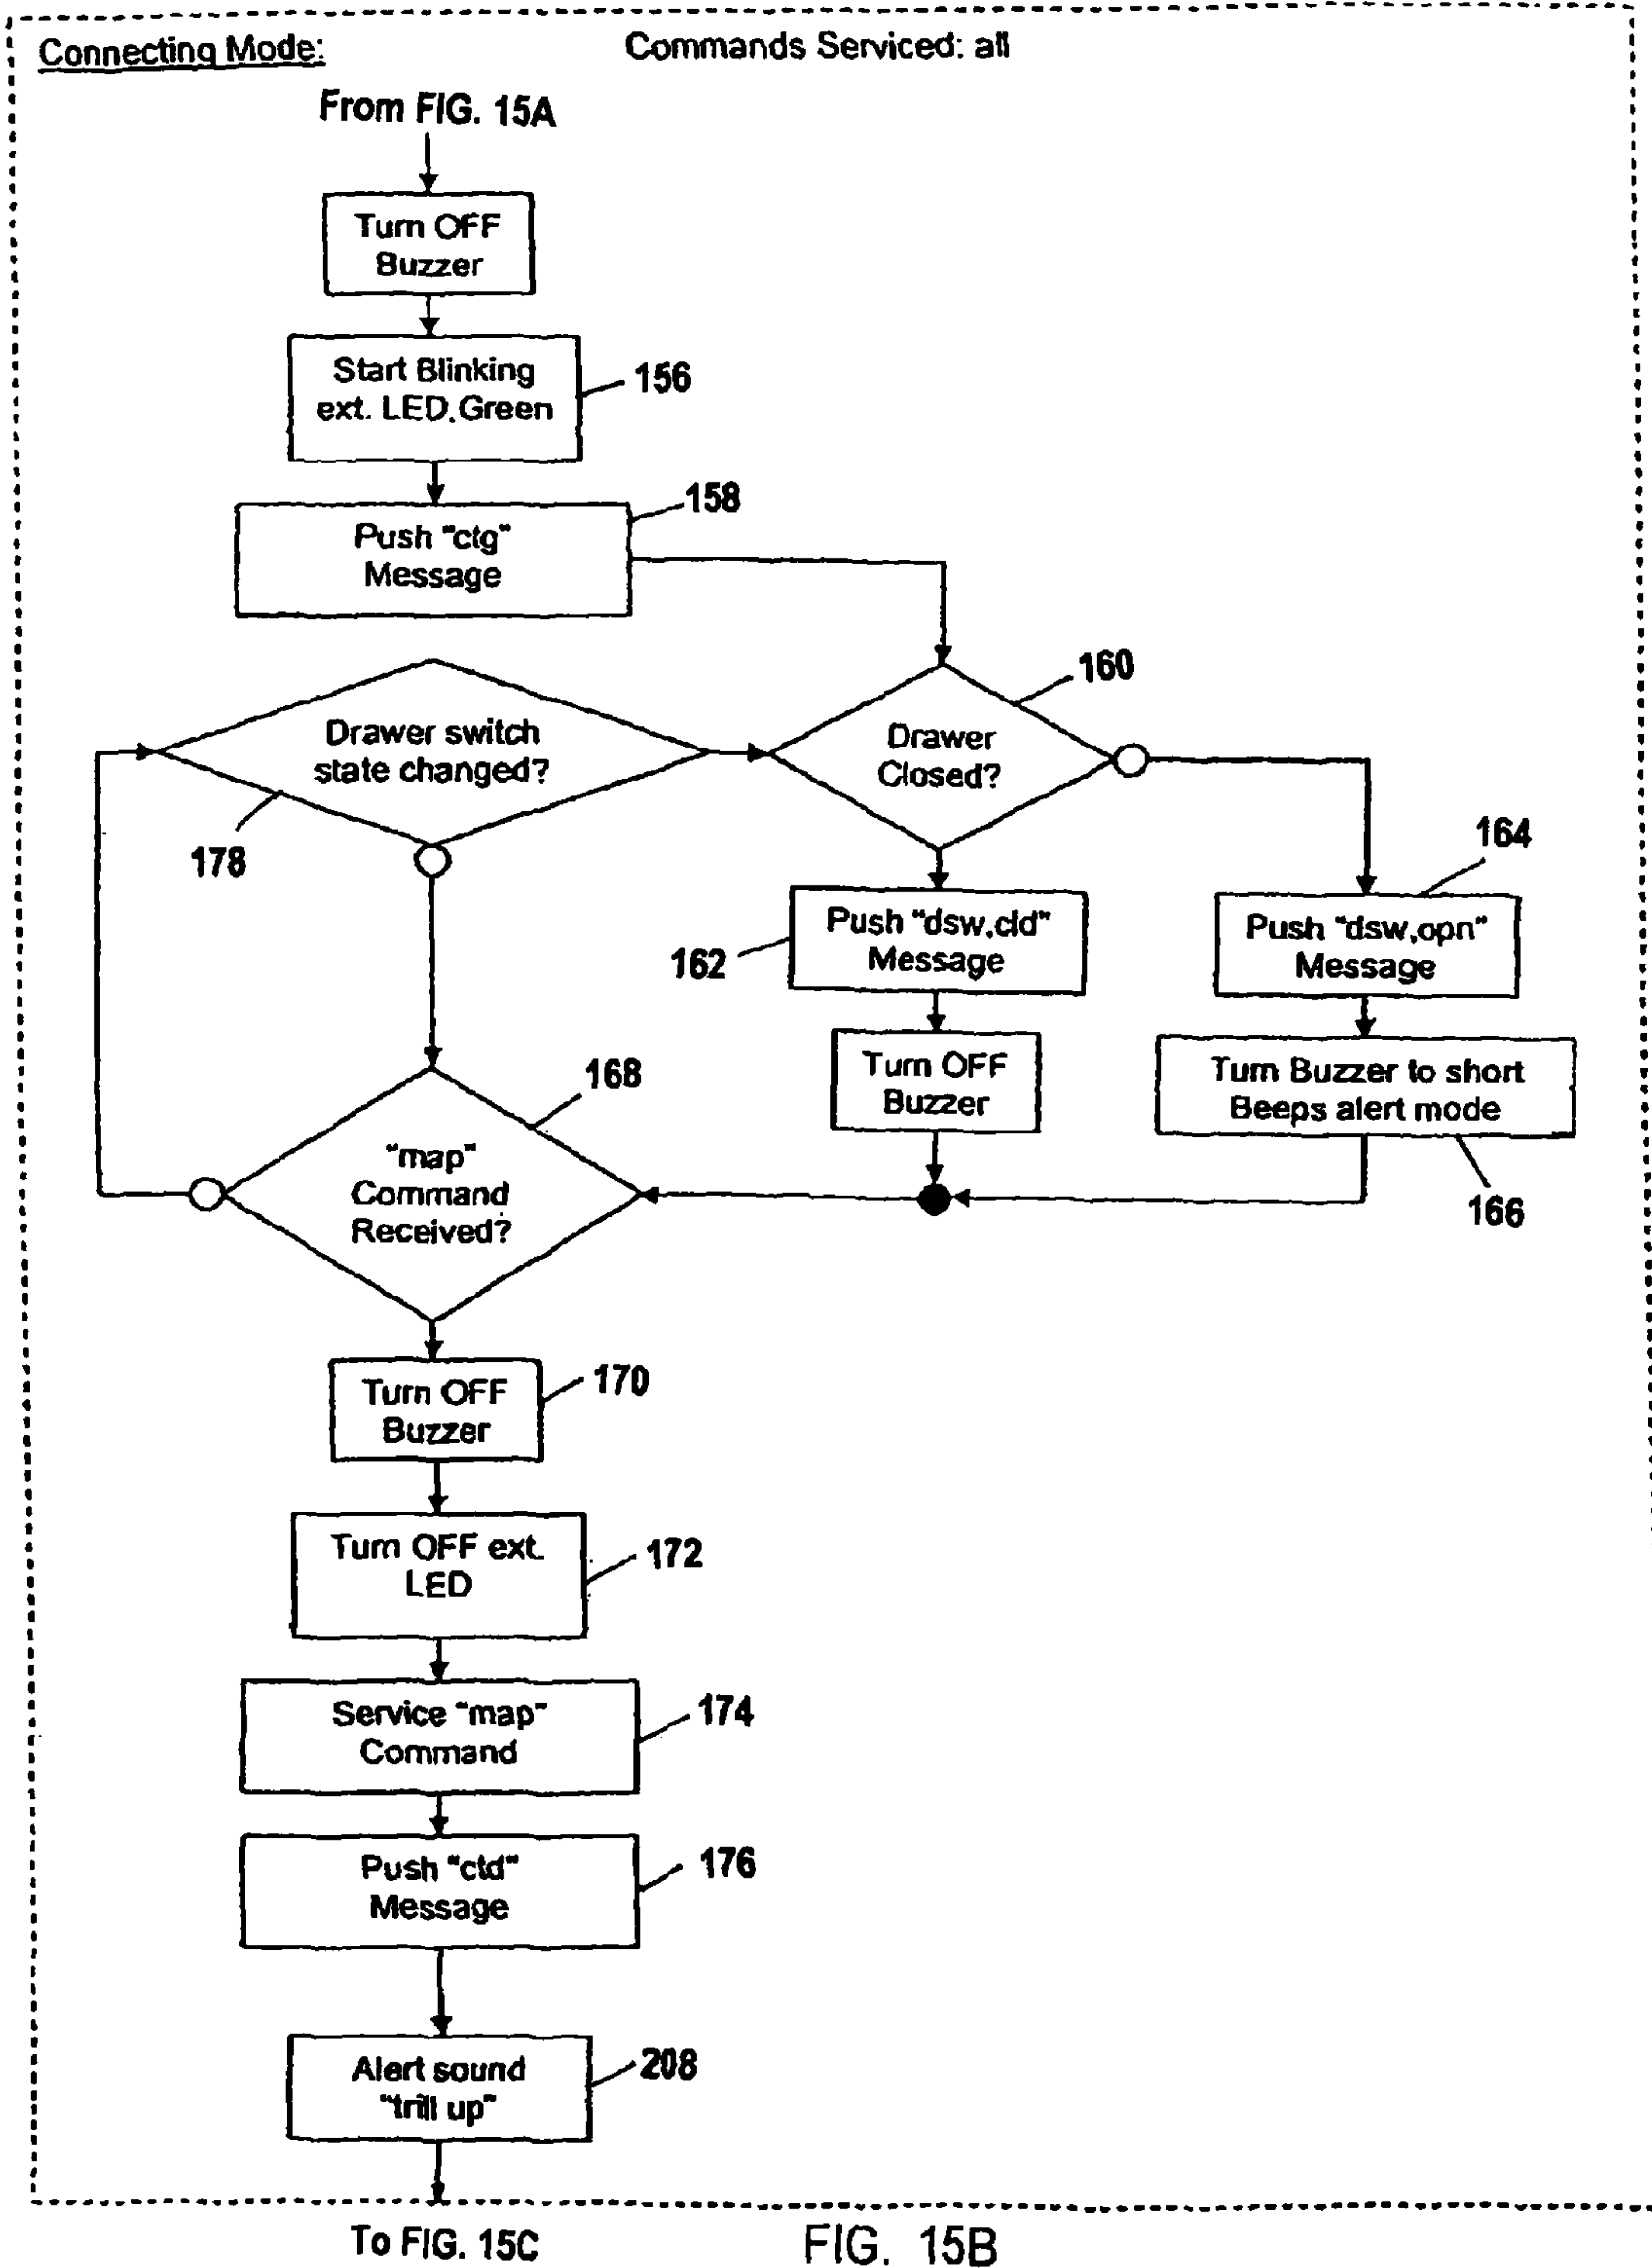 Connecting Mode:
Commands Serviced: all
From FIG. 15A
Turn OFF
Buzzer
Start Blinking
ext. LED.Green
156
Push "ctg"
Message
158
Drawer switch
state changed?
178
Drawer
Closed?
160
Push "dsw,cld"
Message
162
Push "dsw,opn"
Message
164
Turn OFF
Buzzer
Turn Buzzer to short
Beeps alert mode
166
"map"
Command
Received?
168
Turn OFF
Buzzer
170
Turn OFF ext.
LED
172
Service "map"
Command
174
Push "ctd"
Message
176
Alert sound
"trill up"
208
To FIG. 15C
FIG. 15B